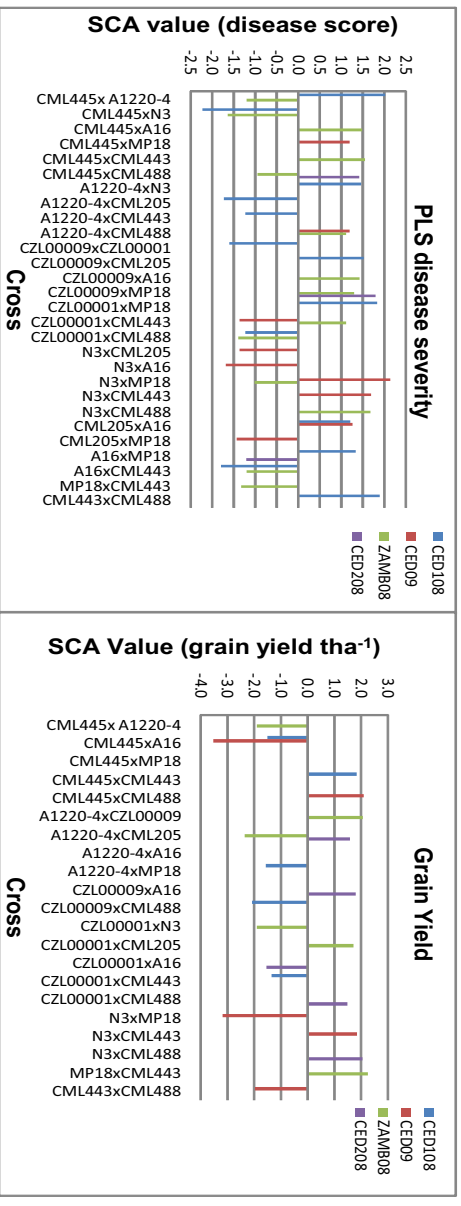 PLS disease severity
SCA value (disease score)
-2.5
-2.0
-1.5
-1.0
-0.5
0.0
0.5
1.0
1.5
2.0
2.5
CML445x A1220-4
CML445xN3
CML445xA16
CML445xMP18
CML445xCML443
CML445xCML488
A1220-4xN3
A1220-4xCML205
A1220-4xCML443
A1220-4xCML488
CZL00009xCZL00001
CZL00009xCML205
CZL00009xA16
CZL00009xMP18
CZL00001xMP18
CZL00001xCML443
CZL00001xCML488
N3xCML205
N3xA16
N3xMP18
N3xCML443
N3xCML488
CML205xA16
CML205xMP18
A16xMP18
A16xCML443
MP18xCML443
CML443xCML488
Cross
CED108
CED09
ZAMB08
CED208
Grain Yield
SCA Value (grain yield tha-1)
-4.0
-3.0
-2.0
-1.0
0.0
1.0
2.0
3.0
CML445x A1220-4
CML445xA16
CML445xMP18
CML445xCML443
CML445xCML488
A1220-4xCZL00009
A1220-4xCML205
A1220-4xA16
A1220-4xMP18
CZL00009xA16
CZL00009xCML488
CZL00001xN3
CZL00001xCML205
CZL00001xA16
CZL00001xCML443
CZL00001xCML488
N3xMP18
N3xCML443
N3xCML488
MP18xCML443
CML443xCML488
Cross
CED108
CED09
ZAMB08
CED208